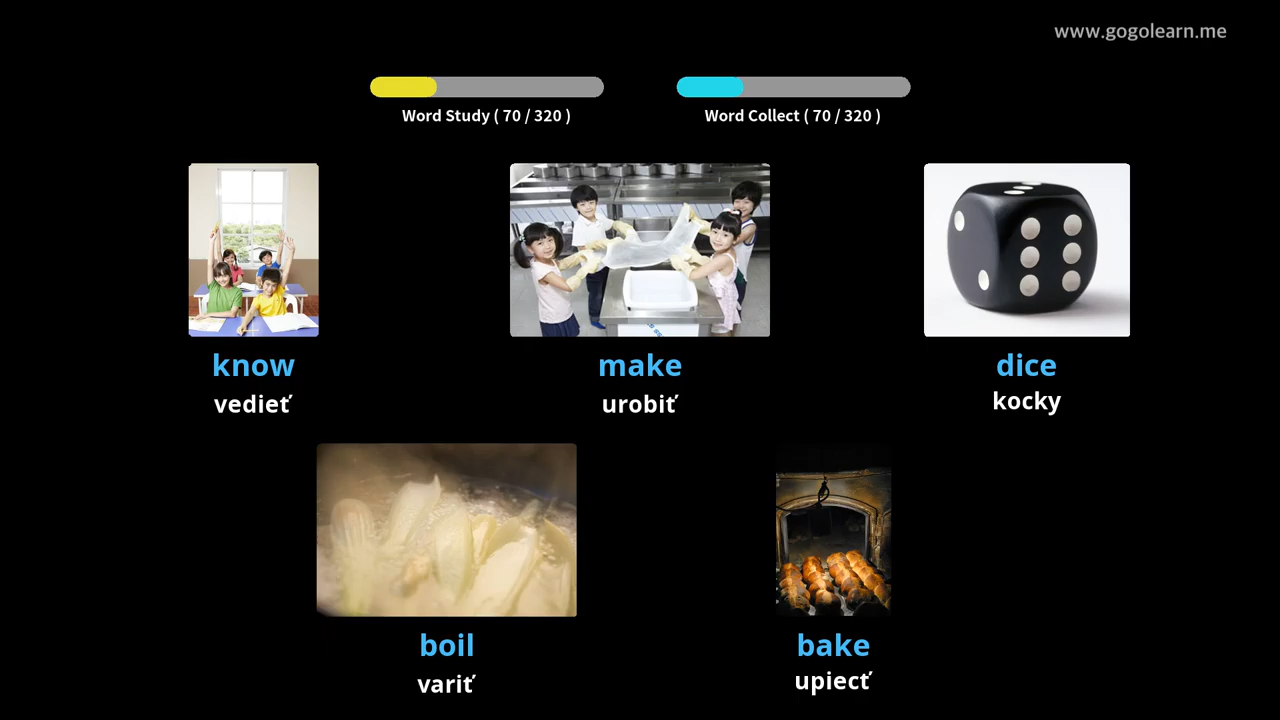 www.gogolearn.me
Word Study ( 70 / 320 )
Word Collect ( 70 / 320 )
know
vedieť
make
urobiť
dice
kocky
boil
variť
bake
upiecť